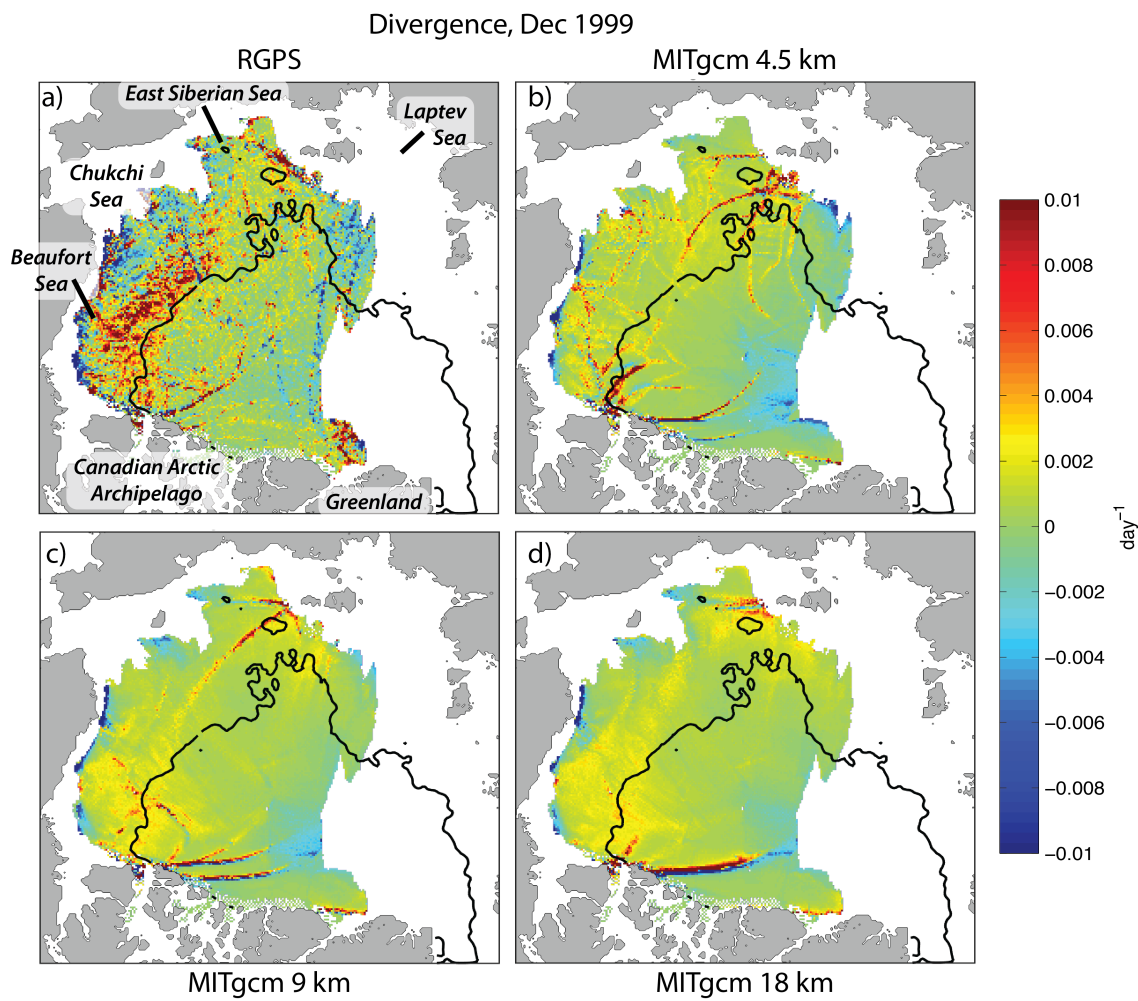 Divergence, Dec 1999
RGPS
MITgcm 4.5 km
a)
East Siberian Sea
Laptev
Sea
Chukchi
Sea
Beaufort
Sea
Canadian Arctic
Archipelago
Greenland
b)
0.01
0.008
0.006
0.004
0.002
0
−0.002
−0.004
−0.006
−0.008
−0.01
day⁻¹
c)
d)
MITgcm 9 km
MITgcm 18 km